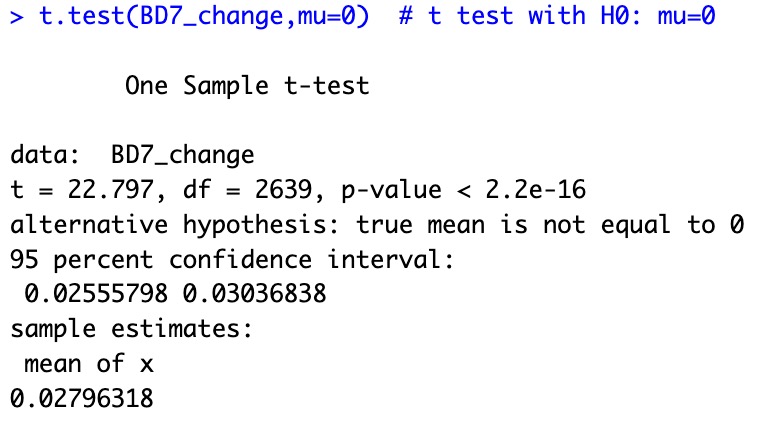 > t.test(BD7_change,mu=0)  # t test with H0: mu=0
One Sample t-test
data:  BD7_change
t = 22.797, df = 2639, p-value < 2.2e-16
alternative hypothesis: true mean is not equal to 0
95 percent confidence interval:
0.02555798 0.03036838
sample estimates:
mean of x
0.02796318